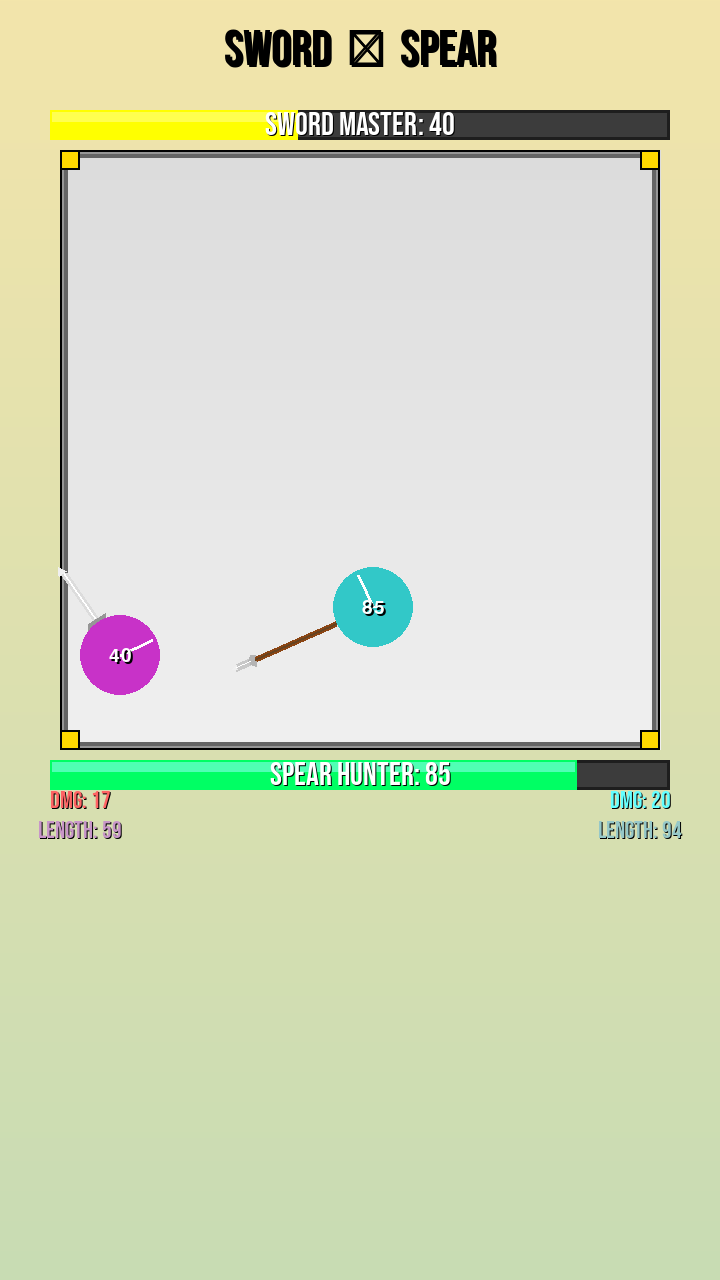 SWORD ☒ SPEAR
SWORD MASTER: 40
85
40
SPEAR HUNTER: 85
DMG: 17
DMG: 20
LENGTH: 59
LENGTH: 94